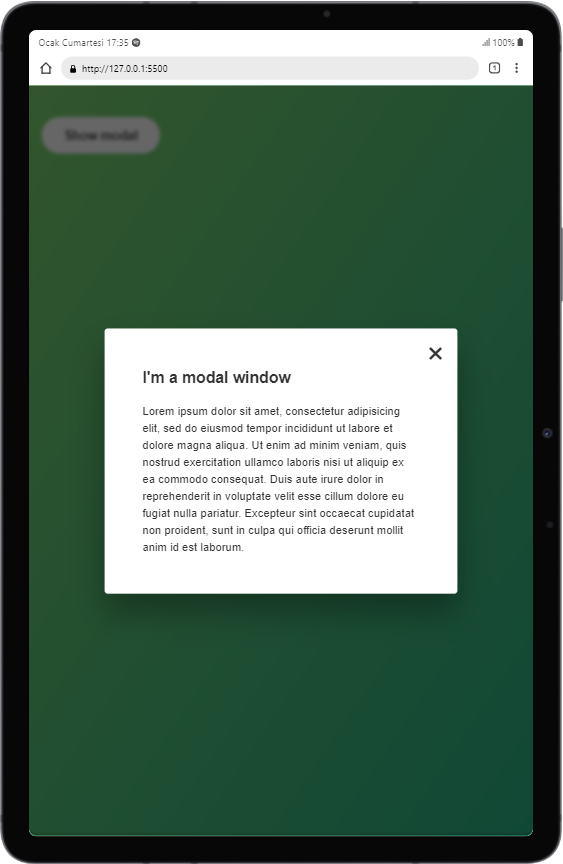 Ocak Cumartesi 17:35
100%
http://127.0.0.1:5500
1
Show modal
I'm a modal window
Lorem ipsum dolor sit amet, consectetur adipisicing
elit, sed do eiusmod tempor incididunt ut labore et
dolore magna aliqua. Ut enim ad minim veniam, quis
nostrud exercitation ullamco laboris nisi ut aliquip ex
ea commodo consequat. Duis aute irure dolor in
reprehenderit in voluptate velit esse cillum dolore eu
fugiat nulla pariatur. Excepteur sint occaecat cupidatat
non proident, sunt in culpa qui officia deserunt mollit
anim id est laborum.